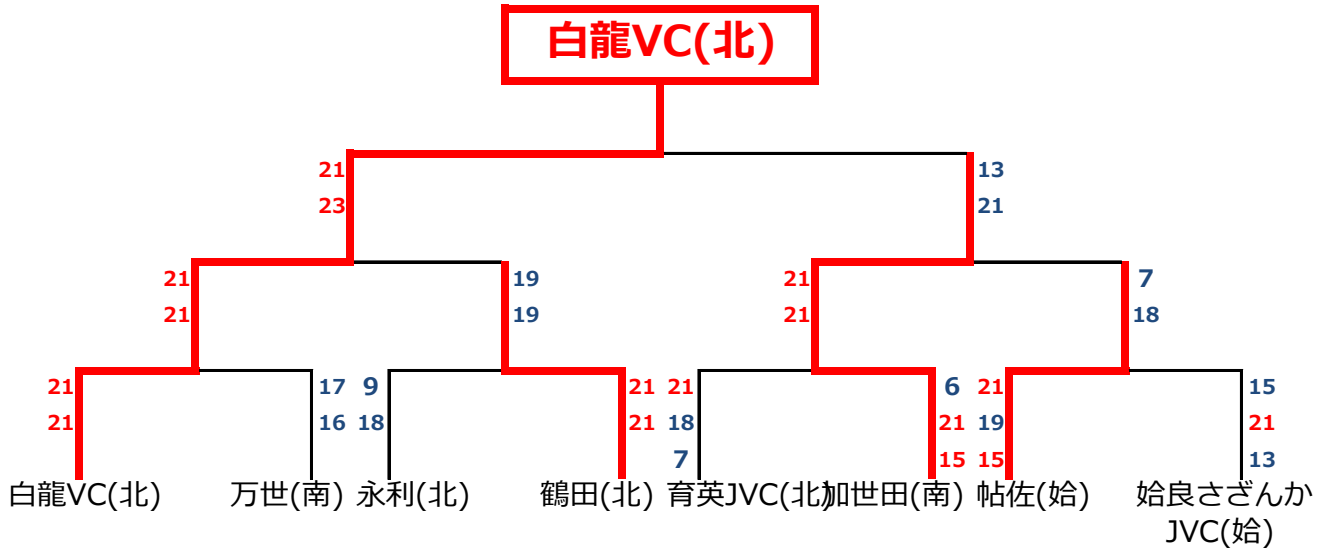 白龍VC(北)
21 13
23 21
21 19 21 7
21 19 21 18
21 17 9 21 21 6 21 15
21 16 18 21 18 21 19 21
7 15 15 13
白龍VC(北) 万世(南) 永利(北) 鶴田(北) 育英JVC(北) 加世田(南) 帖佐(姶) 姶良さざんか
JVC(姶)